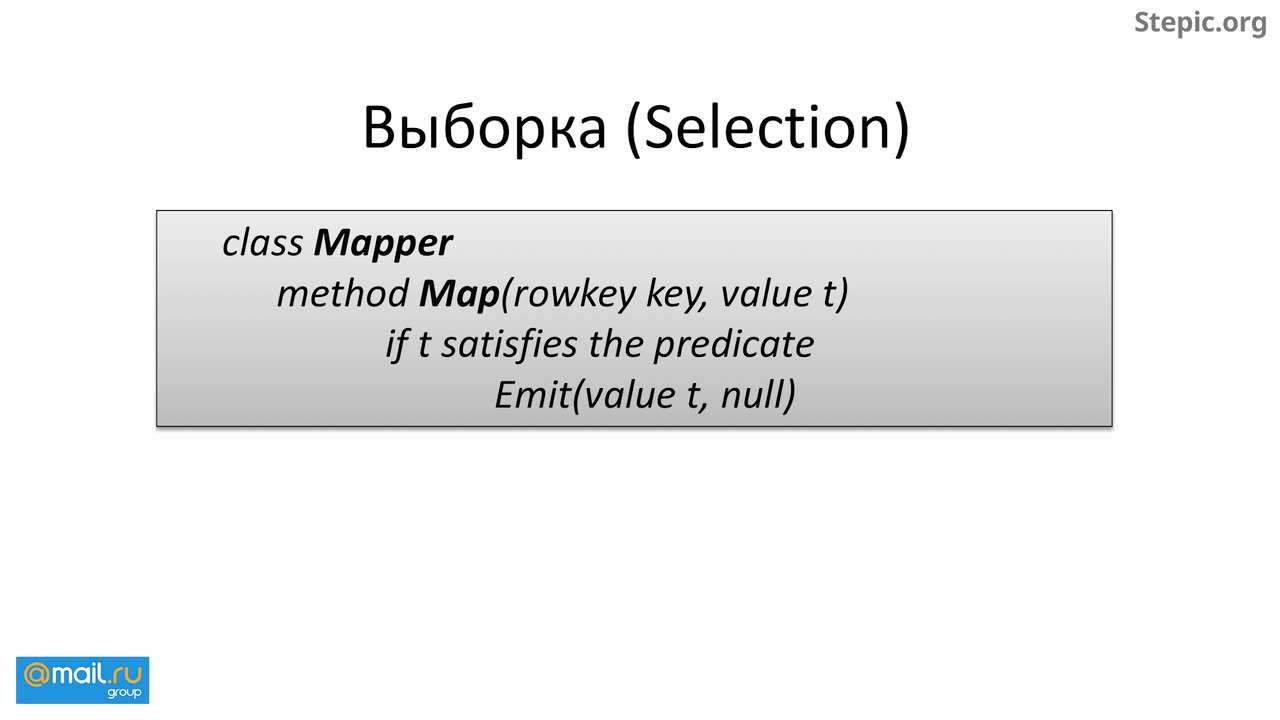 Stepic.org
Выборка (Selection)
class Mapper
method Map(rowkey key, value t)
if t satisfies the predicate
Emit(value t, null)
@mail.ru
group